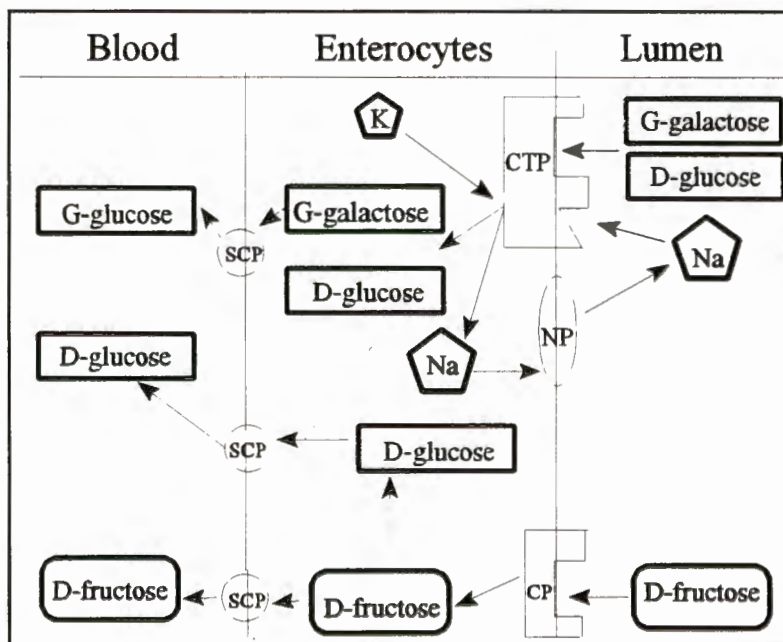 Blood Enterocytes Lumen
K
G-galactose
CTP
D-glucose
G-glucose
G-galactose
SCP
Na
D-glucose
NP
D-glucose
Na
SCP
D-glucose
D-fructose
SCP
D-fructose
CP
D-fructose